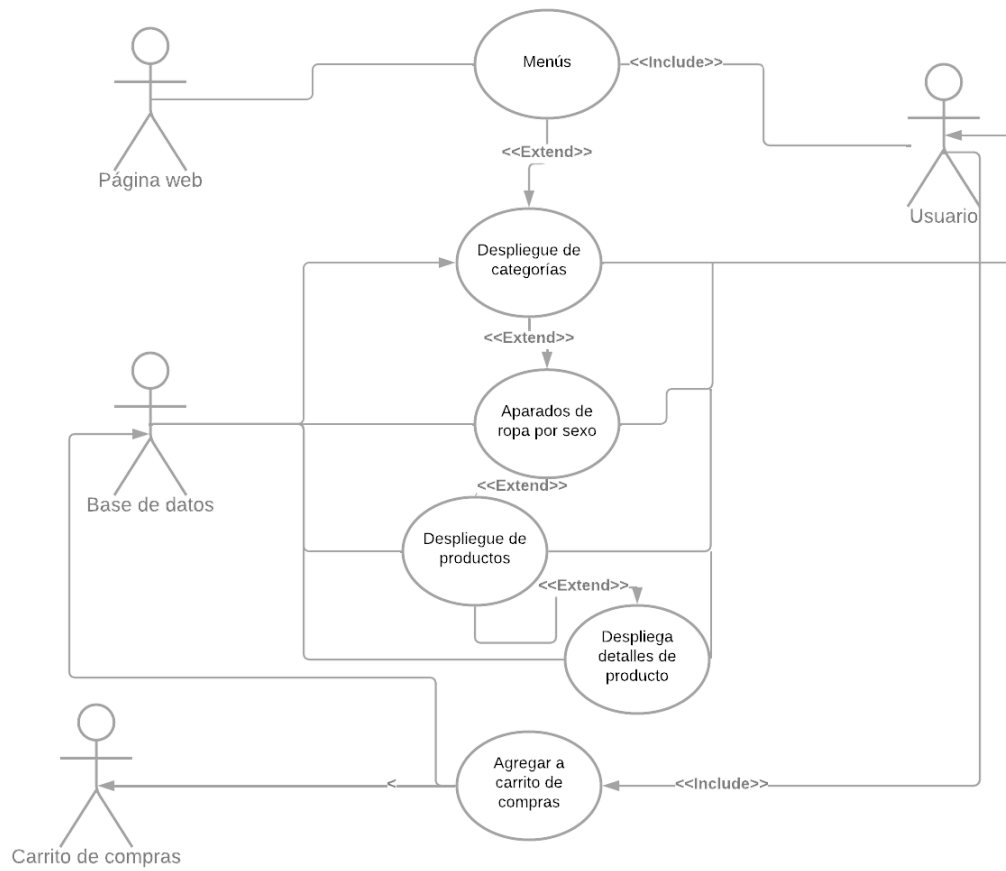 Menús
<<Include>>
<<Extend>>
Página web
Usuario
Despliegue de
categorías
<<Extend>>
Aparados de
ropa por sexo
<<Extend>>
Base de datos
Despliegue de
productos
<<Extend>>
Despliega
detalles de
producto
Agregar a
carrito de
compras
<
<<Include>>
Carrito de compras